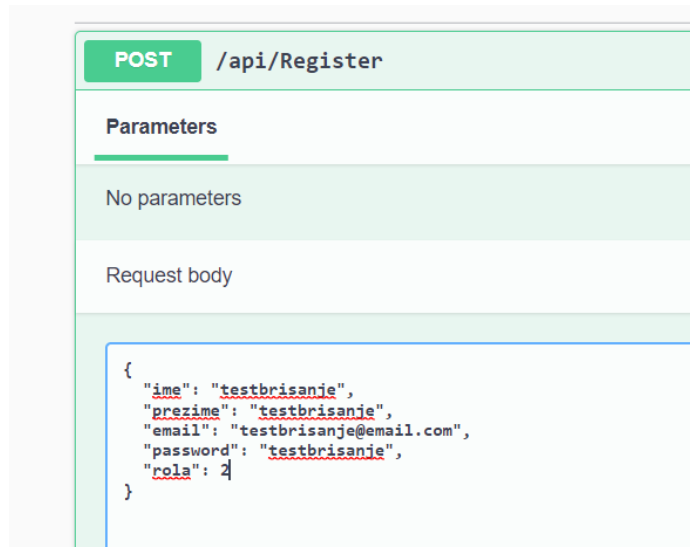 POST /api/Register
Parameters
No parameters
Request body
{
"ime": "testbrisanje",
"prezime": "testbrisanje",
"email": "testbrisanje@email.com",
"password": "testbrisanje",
"rola": 2
}